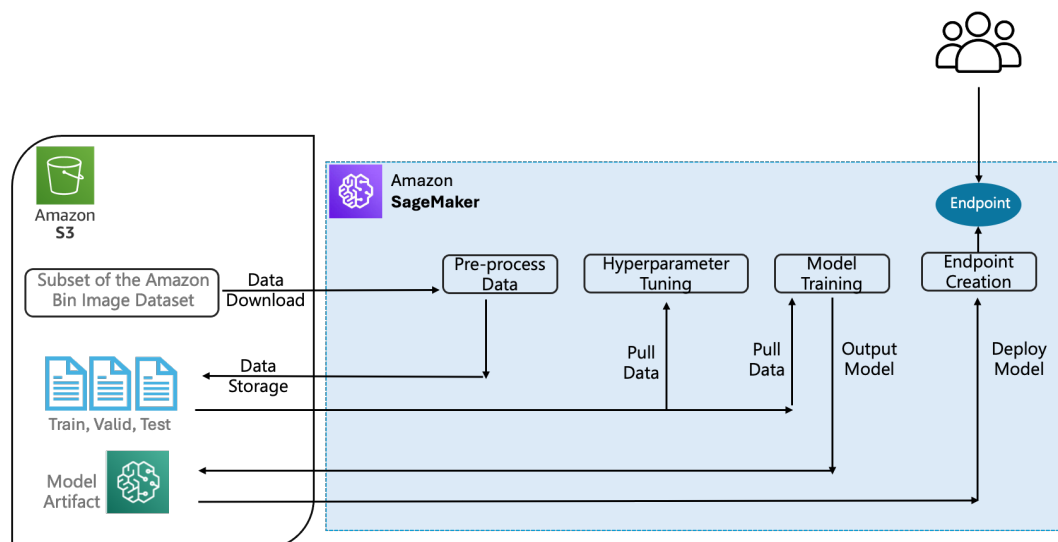 Amazon
S3
Subset of the Amazon
Bin Image Dataset
Data
Download
Data
Storage
Train, Valid, Test
Model
Artifact
Amazon
SageMaker
Pre-process
Data
Hyperparameter
Tuning
Model
Training
Endpoint
Creation
Endpoint
Pull
Data
Pull
Data
Output
Model
Deploy
Model